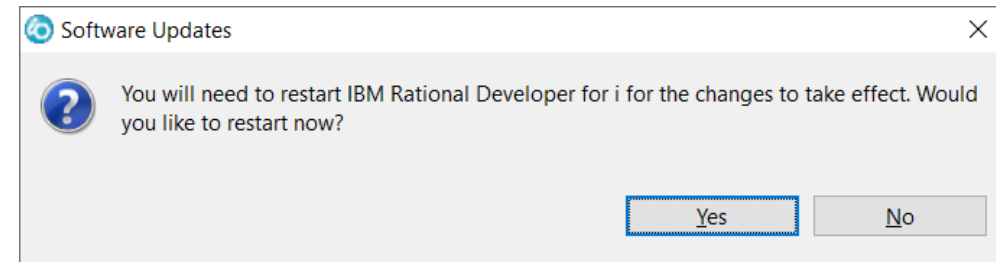 Software Updates
You will need to restart IBM Rational Developer for i for the changes to take effect. Would
you like to restart now?
Yes
No